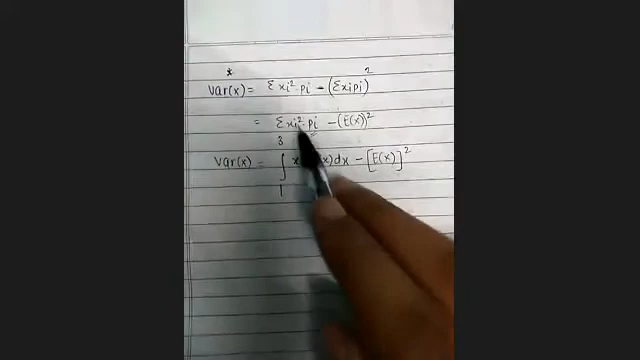 *
Var(x) = Σ xi². pi – (Σ xi pi)²
= Σ xi². pi – (E(x))²
3
Var(x) = ∫ x x) dx – [E(x)]²
1